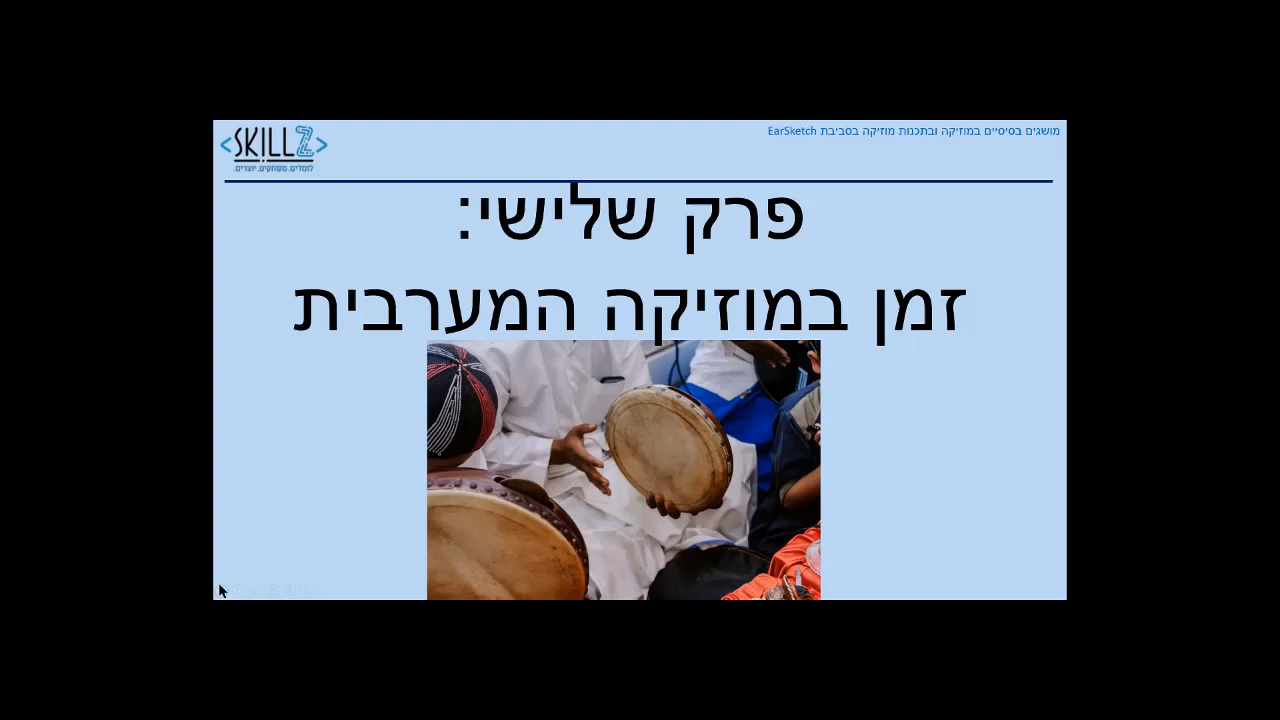 מושגים בסיסיים במוזיקה ובתכנות מוזיקה בסביבת EarSketch
<SKILLZ>
לומדים.משחקים.יוצרים.
פרק שלישי:
זמן במוזיקה המערבית